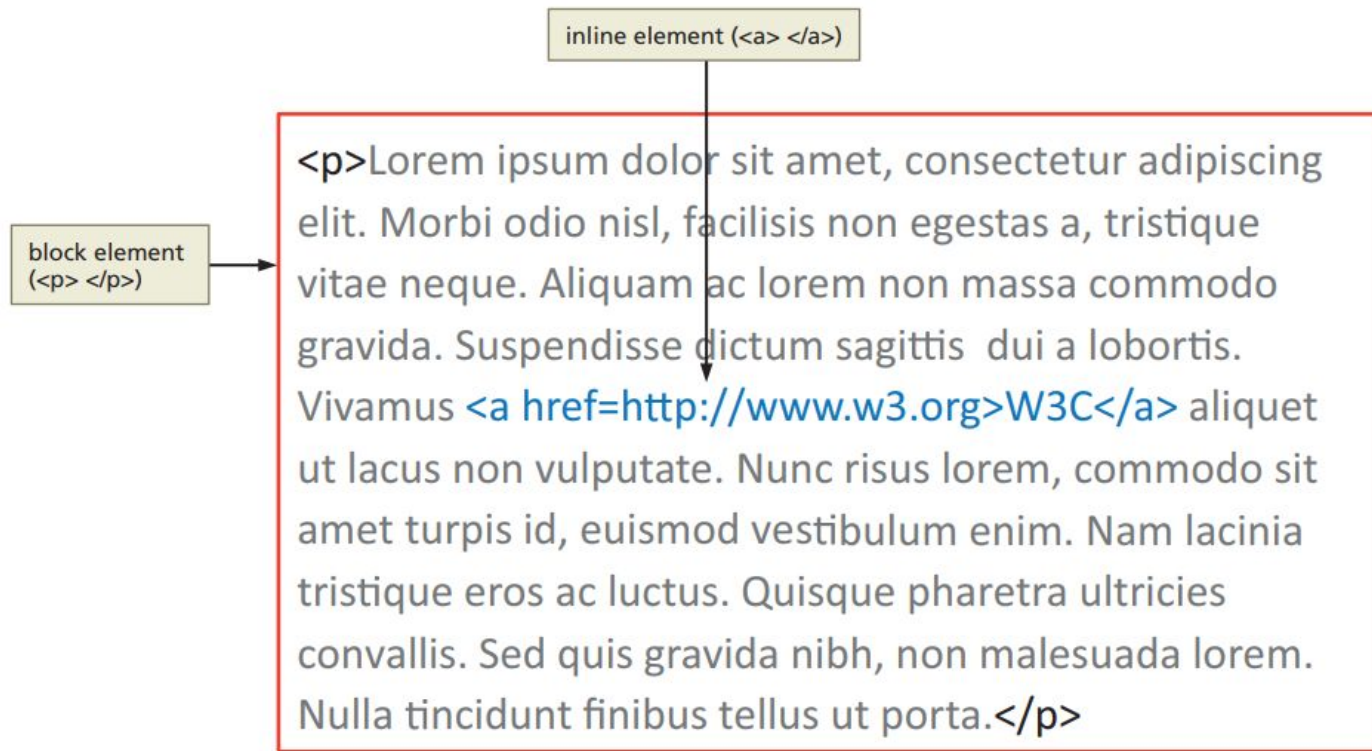 inline element (<a> </a>)
block element
(<p> </p>)
<p>Lorem ipsum dolor sit amet, consectetur adipiscing
elit. Morbi odio nisl, facilisis non egestas a, tristique
vitae neque. Aliquam ac lorem non massa commodo
gravida. Suspendisse dictum sagittis  dui a lobortis.
Vivamus <a href=http://www.w3.org>W3C</a> aliquet
ut lacus non vulputate. Nunc risus lorem, commodo sit
amet turpis id, euismod vestibulum enim. Nam lacinia
tristique eros ac luctus. Quisque pharetra ultricies
convallis. Sed quis gravida nibh, non malesuada lorem.
Nulla tincidunt finibus tellus ut porta.</p>